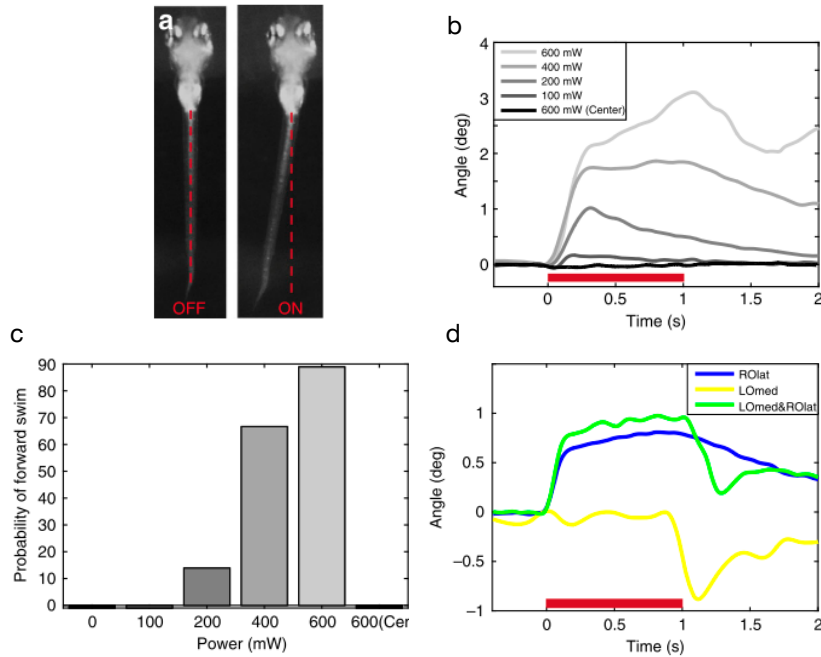 a
OFF
ON
b
4
3
2
1
0
Angle (deg)
600 mW
400 mW
200 mW
100 mW
600 mW (Center)
0
0.5
1
1.5
2
Time (s)
c
90
80
70
60
50
40
30
20
10
0
Probability of forward swim
0
100
200
400
600
600(Cer
Power (mW)
d
1
0.5
0
−0.5
−1
Angle (deg)
ROlat
LOmed
LOmed&ROlat
0
0.5
1
1.5
2
Time (s)